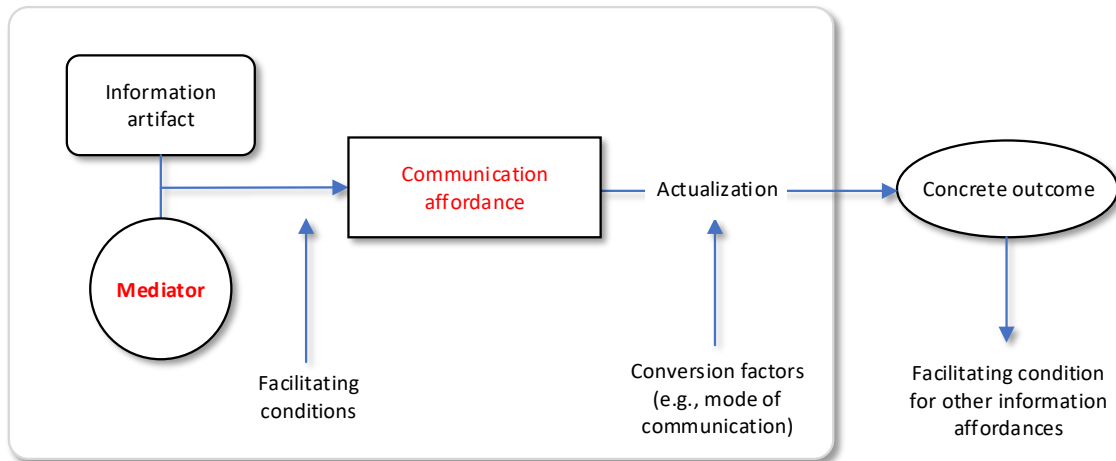 Information
artifact
Communication
affordance
Actualization
Concrete outcome
Mediator
Facilitating
conditions
Conversion factors
(e.g., mode of
communication)
Facilitating condition
for other information
affordances